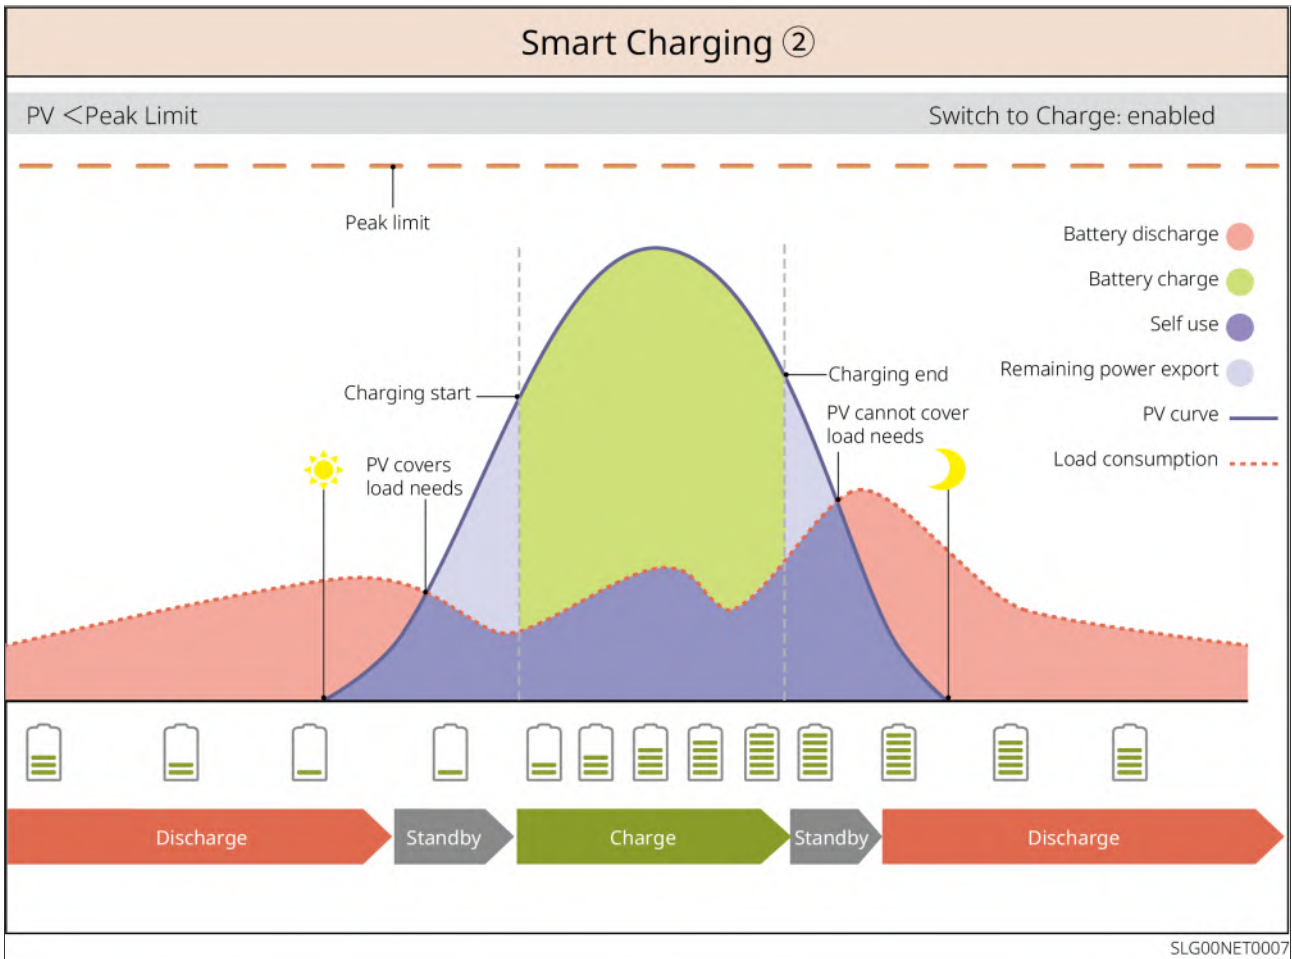 Smart Charging ②
PV <Peak Limit
Switch to Charge: enabled
Peak limit
Battery discharge
Battery charge
Self use
Remaining power export
PV curve
Load consumption
Charging start
Charging end
PV cannot cover
load needs
PV covers
load needs
Discharge
Standby
Charge
Standby
Discharge
SLG00NET0007